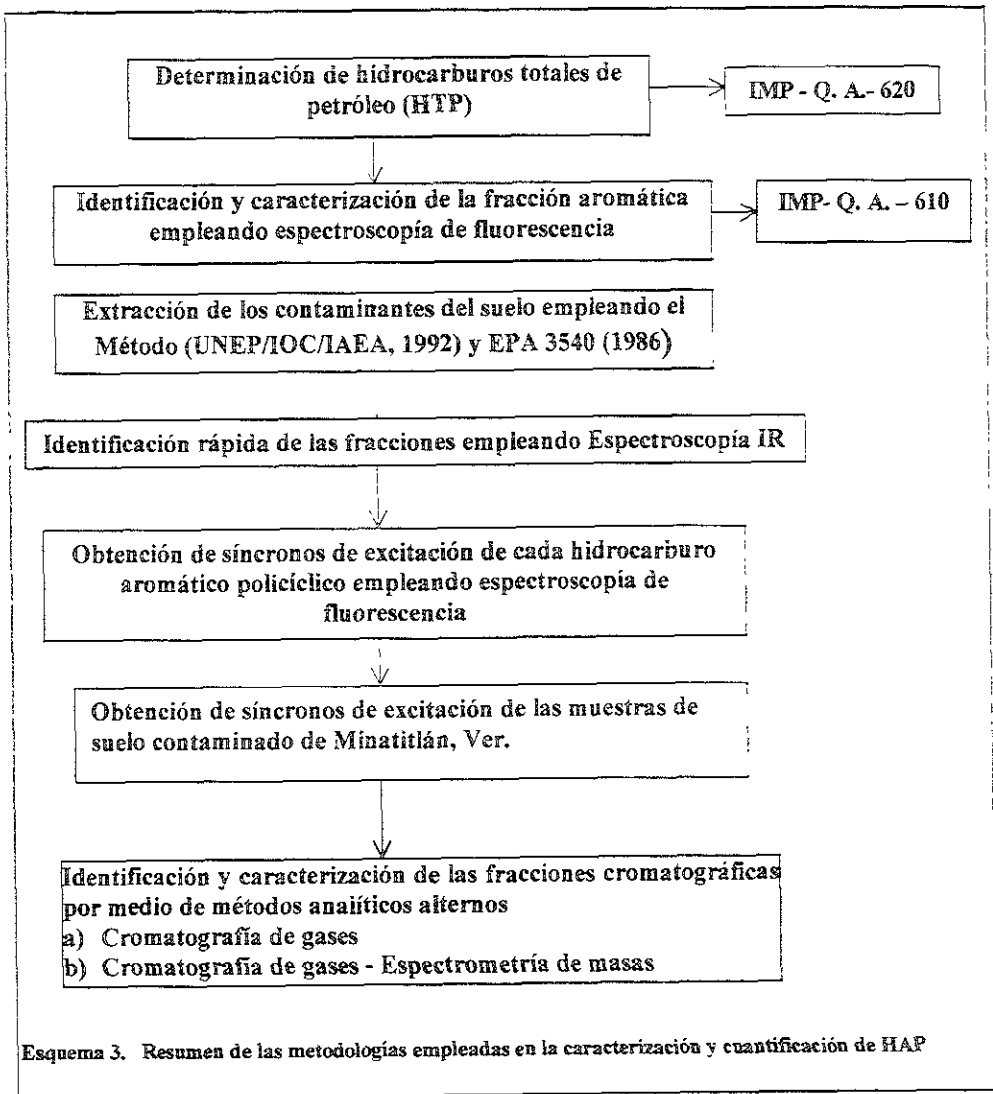 Determinación de hidrocarburos totales de
petróleo (HTP)
IMP - Q. A.- 620
Identificación y caracterización de la fracción aromática
empleando espectroscopía de fluorescencia
IMP- Q. A. – 610
Extracción de los contaminantes del suelo empleando el
Método (UNEP/IOC/IAEA, 1992) y EPA 3540 (1986)
Identificación rápida de las fracciones empleando Espectroscopía IR
Obtención de síncronos de excitación de cada hidrocarburo
aromático policíclico empleando espectroscopía de
fluorescencia
Obtención de síncronos de excitación de las muestras de
suelo contaminado de Minatitlán, Ver.
Identificación y caracterización de las fracciones cromatográficas
por medio de métodos analíticos alternos
a) Cromatografía de gases
b) Cromatografía de gases - Espectrometría de masas
Esquema 3. Resumen de las metodologías empleadas en la caracterización y cuantificación de HAP